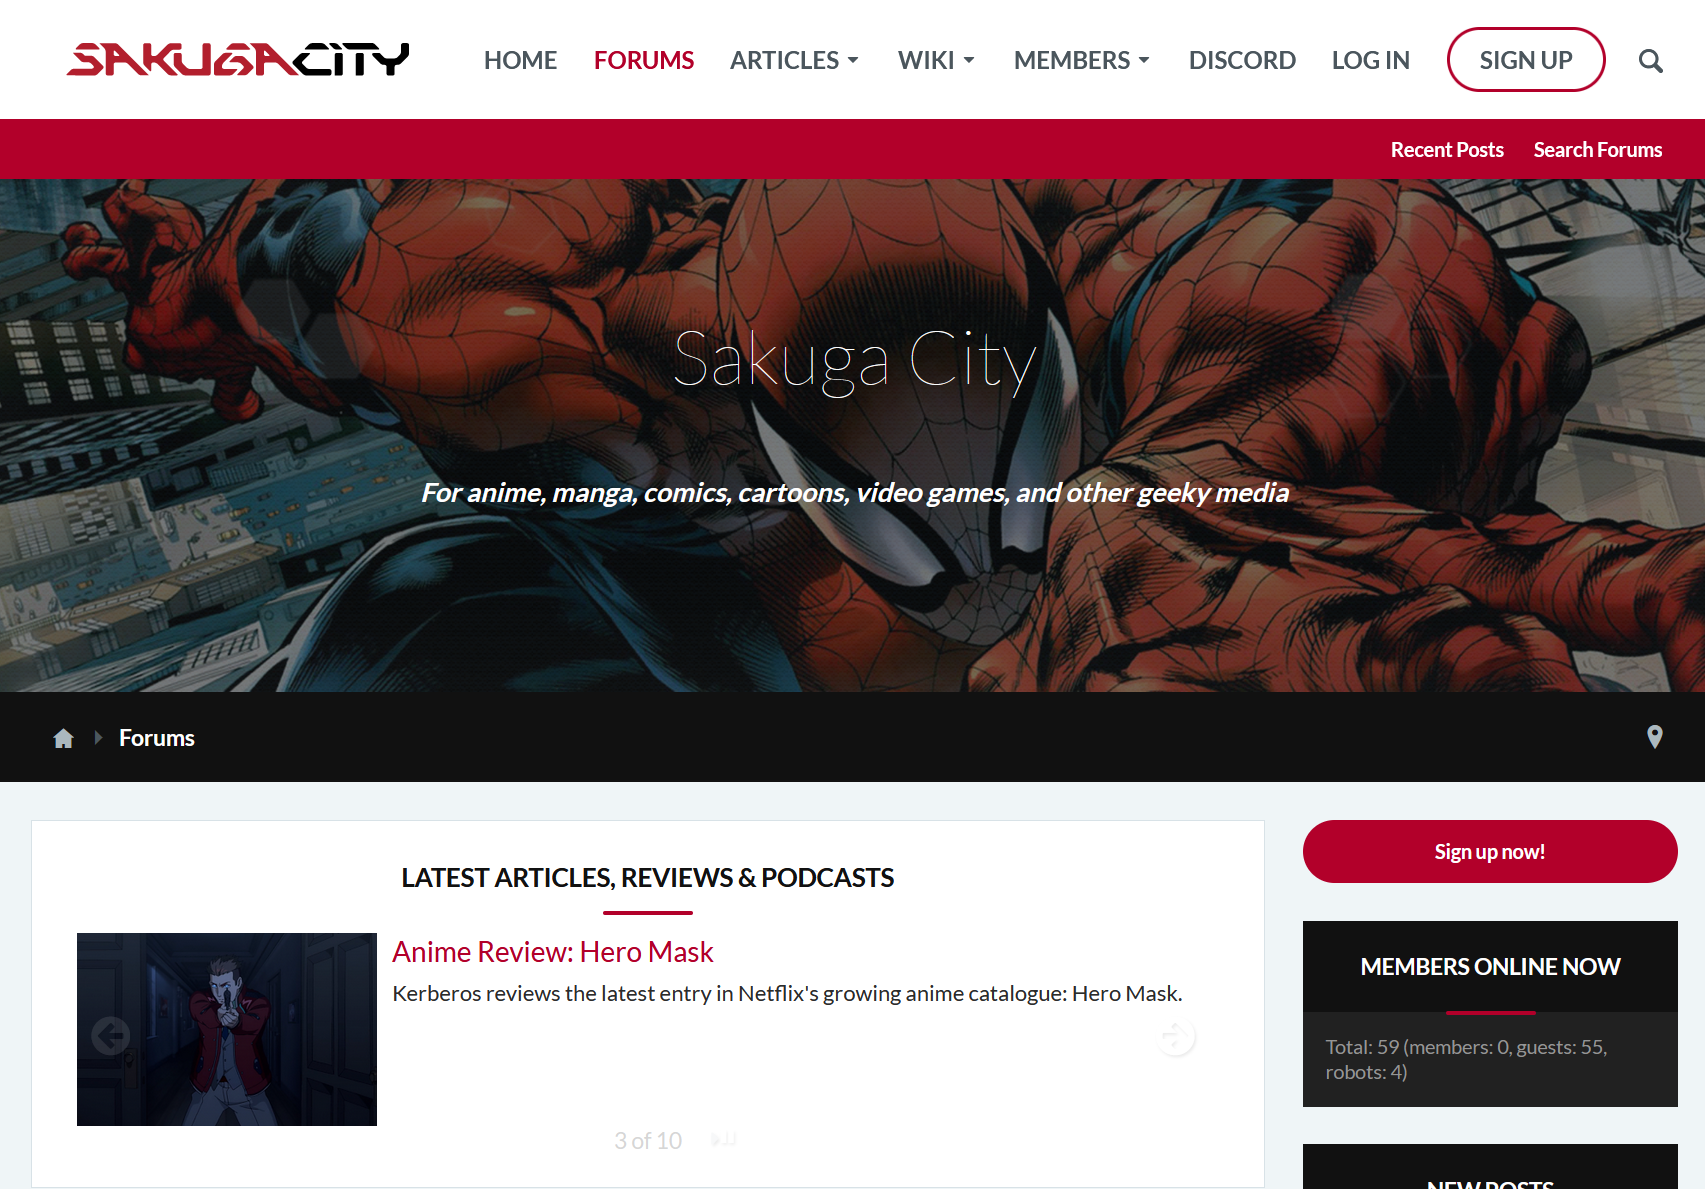 SAKUGACITY
HOME FORUMS ARTICLES WIKI MEMBERS DISCORD LOG IN SIGN UP
Recent Posts Search Forums
Sakuga City
For anime, manga, comics, cartoons, video games, and other geeky media
Forums
LATEST ARTICLES, REVIEWS & PODCASTS
Anime Review: Hero Mask
Kerberos reviews the latest entry in Netflix's growing anime catalogue: Hero Mask.
3 of 10
Sign up now!
MEMBERS ONLINE NOW
Total: 59 (members: 0, guests: 55,
robots: 4)
NEW POSTS